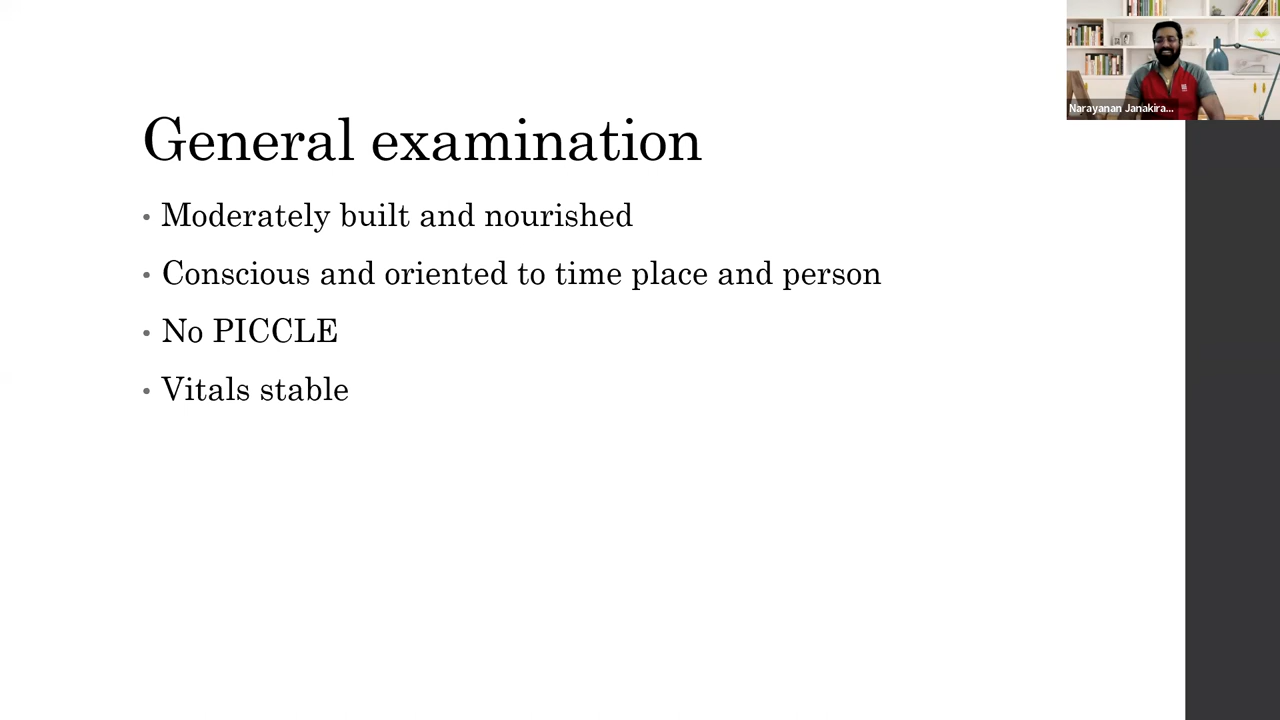 Narayanan Janakira...
General examination
• Moderately built and nourished
• Conscious and oriented to time place and person
• No PICCLE
• Vitals stable